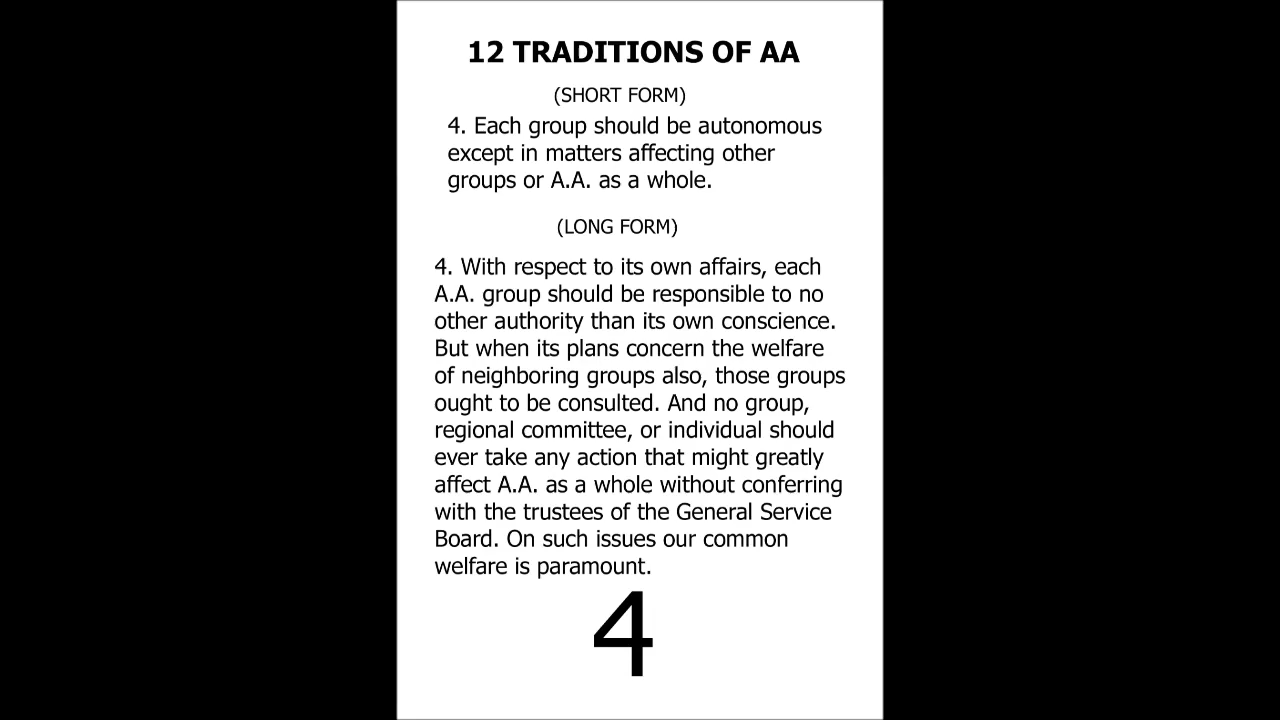 12 TRADITIONS OF AA
(SHORT FORM)
4. Each group should be autonomous
except in matters affecting other
groups or A.A. as a whole.
(LONG FORM)
4. With respect to its own affairs, each
A.A. group should be responsible to no
other authority than its own conscience.
But when its plans concern the welfare
of neighboring groups also, those groups
ought to be consulted. And no group,
regional committee, or individual should
ever take any action that might greatly
affect A.A. as a whole without conferring
with the trustees of the General Service
Board. On such issues our common
welfare is paramount.
4